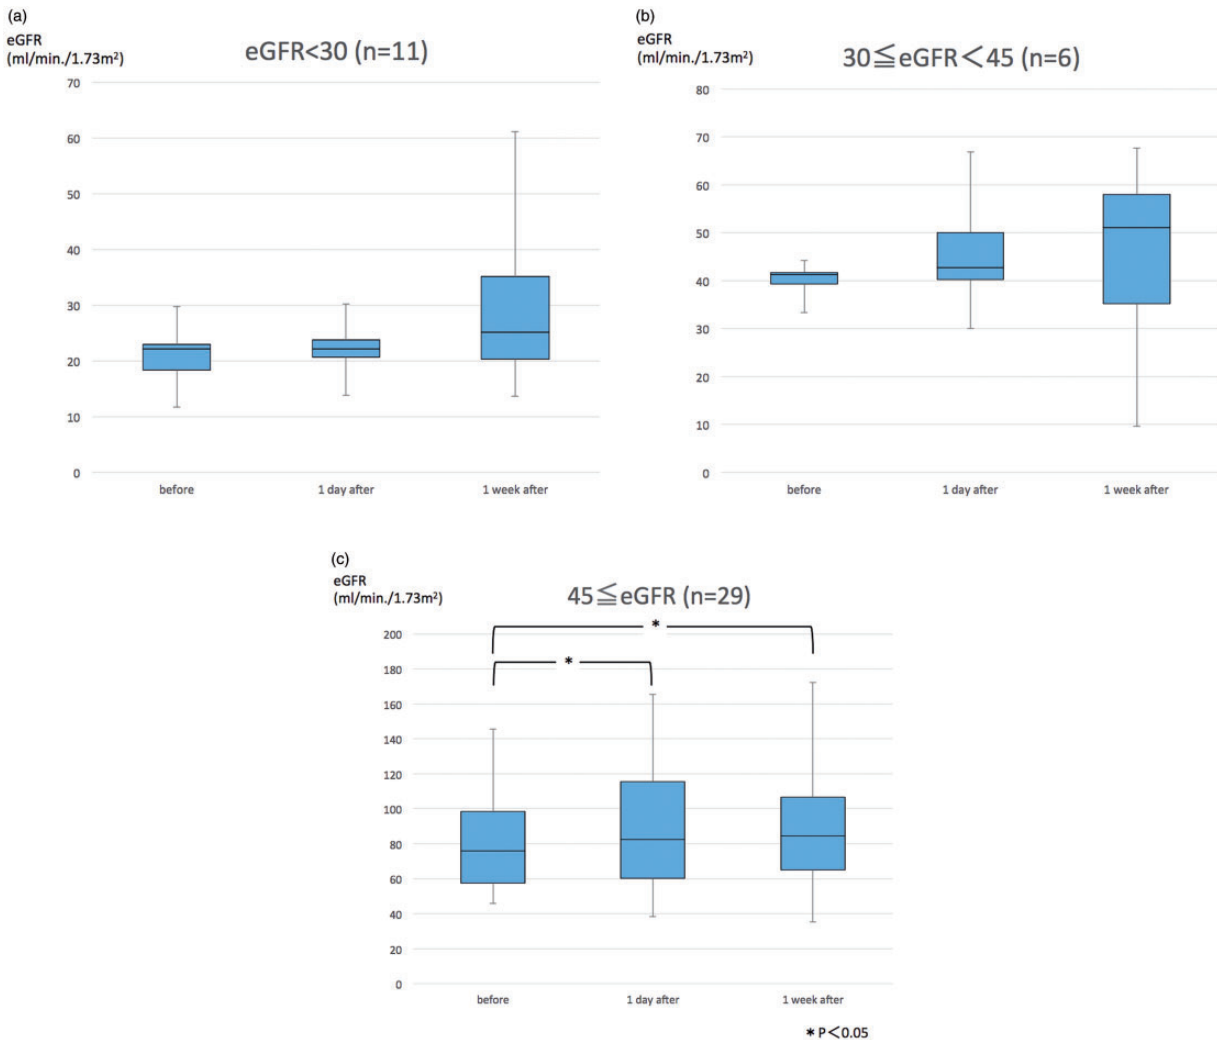 (a)
eGFR
(ml/min./1.73m²)
eGFR<30 (n=11)
70
60
50
40
30
20
10
0
before 1 day after 1 week after
(b)
eGFR
(ml/min./1.73m²)
30≦eGFR＜45 (n=6)
80
70
60
50
40
30
20
10
0
before 1 day after 1 week after
(c)
eGFR
(ml/min./1.73m²)
45≦eGFR (n=29)
*
*
200
180
160
140
120
100
80
60
40
20
0
before 1 day after 1 week after
* P＜0.05